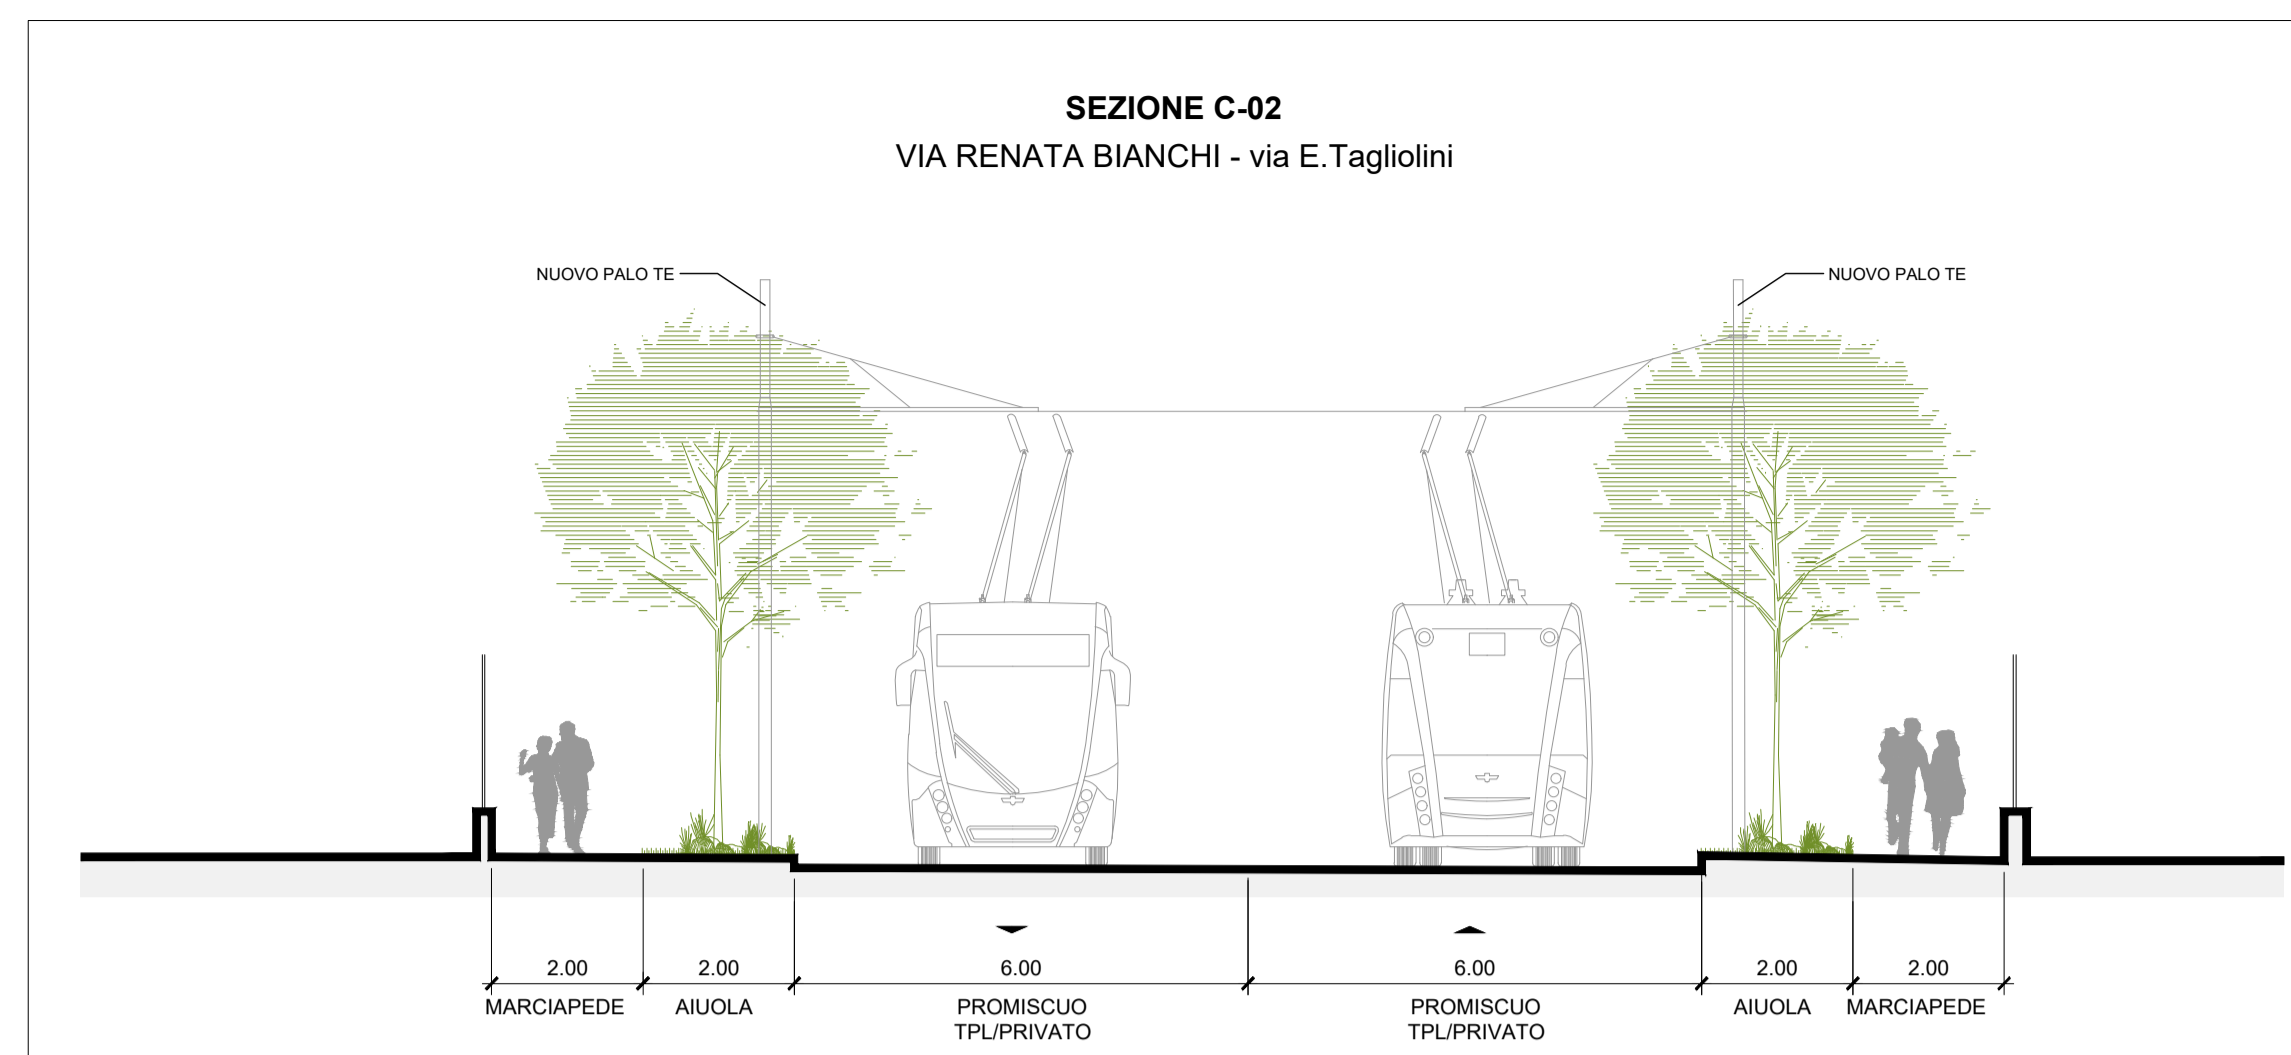 SEZIONE C-02
VIA RENATA BIANCHI - via E.Tagliolini
NUOVO PALO TE
NUOVO PALO TE
2.00
2.00
6.00
6.00
2.00
2.00
MARCIAPEDE
AIUOLA
PROMISCUO
TPL/PRIVATO
PROMISCUO
TPL/PRIVATO
AIUOLA
MARCIAPEDE